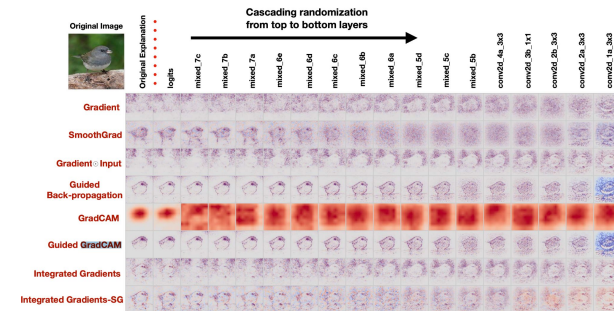 Cascading randomization
from top to bottom layers
Original Image
Original Explanation
logits
mixed_7c
mixed_7b
mixed_7a
mixed_6e
mixed_6d
mixed_6c
mixed_6b
mixed_6a
mixed_5d
mixed_5c
mixed_5b
conv2d_4a_3x3
conv2d_3b_1x1
conv2d_2b_3x3
conv2d_2a_3x3
conv2d_1a_3x3
Gradient
SmoothGrad
Gradient⊙Input
Guided
Back-propagation
GradCAM
Guided GradCAM
Integrated Gradients
Integrated Gradients-SG